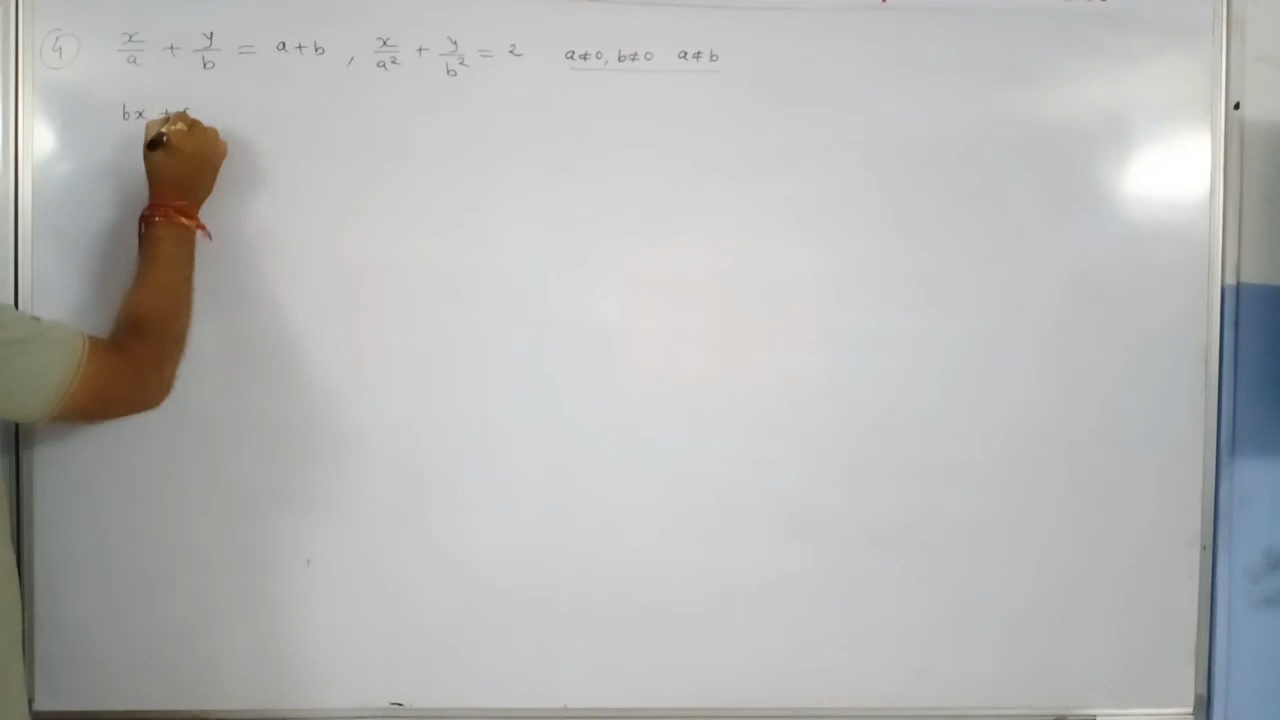 ④ x/a + y/b = a+b , x/a² + y/b² = 2 a≠0, b≠0 a≠b
bx +